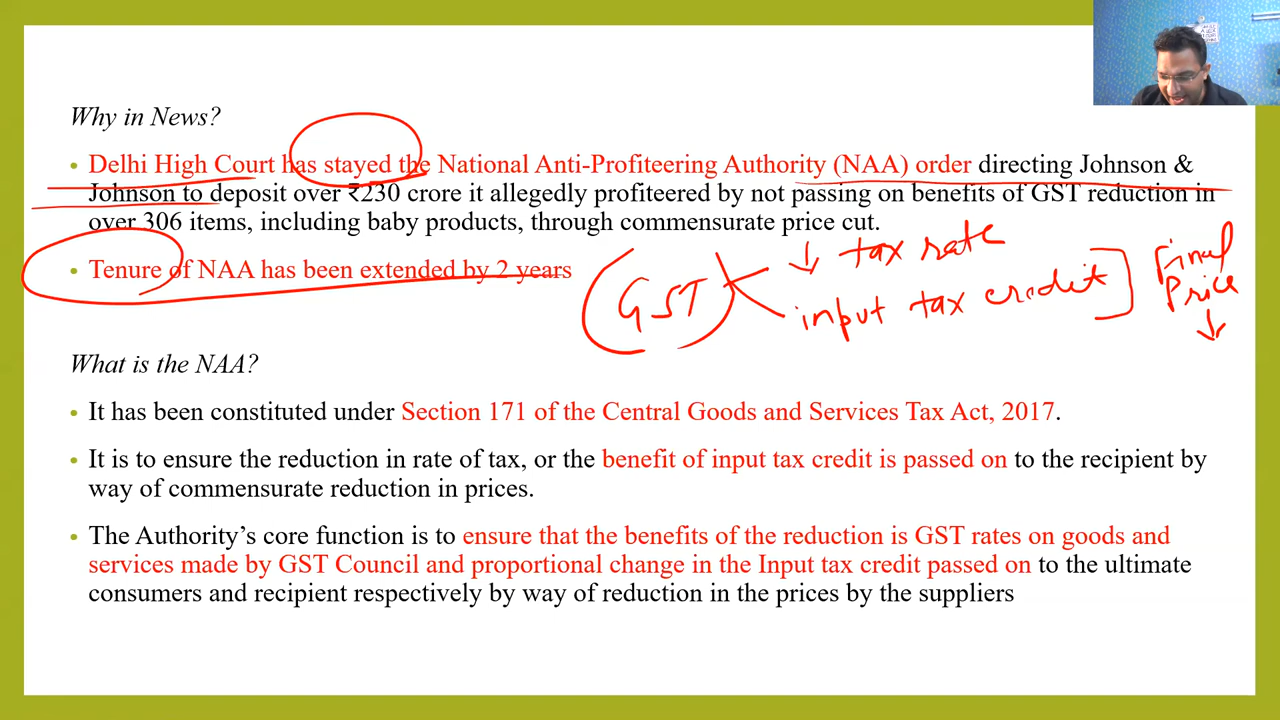 Why in News?
• Delhi High Court has stayed the National Anti-Profiteering Authority (NAA) order directing Johnson &
Johnson to deposit over ₹230 crore it allegedly profiteered by not passing on benefits of GST reduction in
over 306 items, including baby products, through commensurate price cut.
• Tenure of NAA has been extended by 2 years
GST
↓ tax rate
input tax credit
Final
Price
↓
What is the NAA?
• It has been constituted under Section 171 of the Central Goods and Services Tax Act, 2017.
• It is to ensure the reduction in rate of tax, or the benefit of input tax credit is passed on to the recipient by
way of commensurate reduction in prices.
• The Authority’s core function is to ensure that the benefits of the reduction is GST rates on goods and
services made by GST Council and proportional change in the Input tax credit passed on to the ultimate
consumers and recipient respectively by way of reduction in the prices by the suppliers